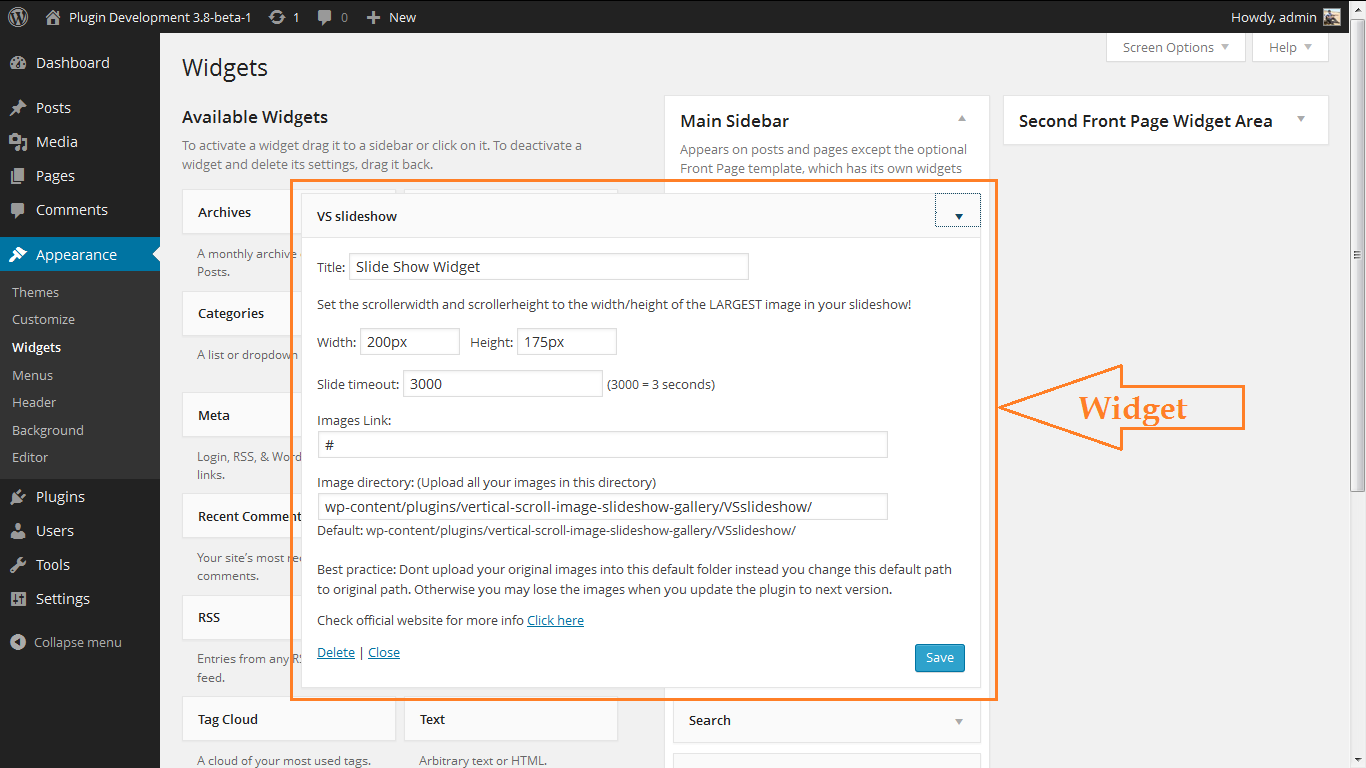 Plugin Development 3.8-beta-1 1 0 New Howdy, admin
Screen Options Help
Dashboard
Posts
Media
Pages
Comments
Appearance
Themes
Customize
Widgets
Menus
Header
Background
Editor
Plugins
Users
Tools
Settings
Collapse menu
Widgets
Available Widgets
To activate a widget drag it to a sidebar or click on it. To deactivate a
widget and delete its settings, drag it back.
Archives
A monthly archive
Posts.
Categories
A list or dropdown
Meta
Login, RSS, &
links.
Recent
Your site's most
comments.
RSS
Entries from any
feed.
Tag Cloud
A cloud of your most used tags.
Text
Arbitrary text or HTML.
Main Sidebar
Appears on posts and pages except the optional
Front Page template, which has its own widgets
Second Front Page Widget Area
VS slideshow
Title: Slide Show Widget
Set the scrollerwidth and scrollerheight to the width/height of the LARGEST image in your slideshow!
Width: 200px Height: 175px
Slide timeout: 3000 (3000 = 3 seconds)
Images Link:
#
Image directory: (Upload all your images in this directory)
wp-content/plugins/vertical-scroll-image-slideshow-gallery/VSslideshow/
Default: wp-content/plugins/vertical-scroll-image-slideshow-gallery/VSslideshow/
Best practice: Dont upload your original images into this default folder instead you change this default path
to original path. Otherwise you may lose the images when you update the plugin to next version.
Check official website for more info Click here
Delete | Close
Save
Search
Widget